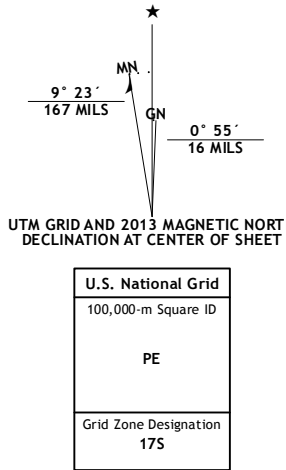 ★
MN
9° 23´
167 MILS
GN
0° 55´
16 MILS
UTM GRID AND 2013 MAGNETIC NORT
DECLINATION AT CENTER OF SHEET
U.S. National Grid
100,000-m Square ID
PE
Grid Zone Designation
17S